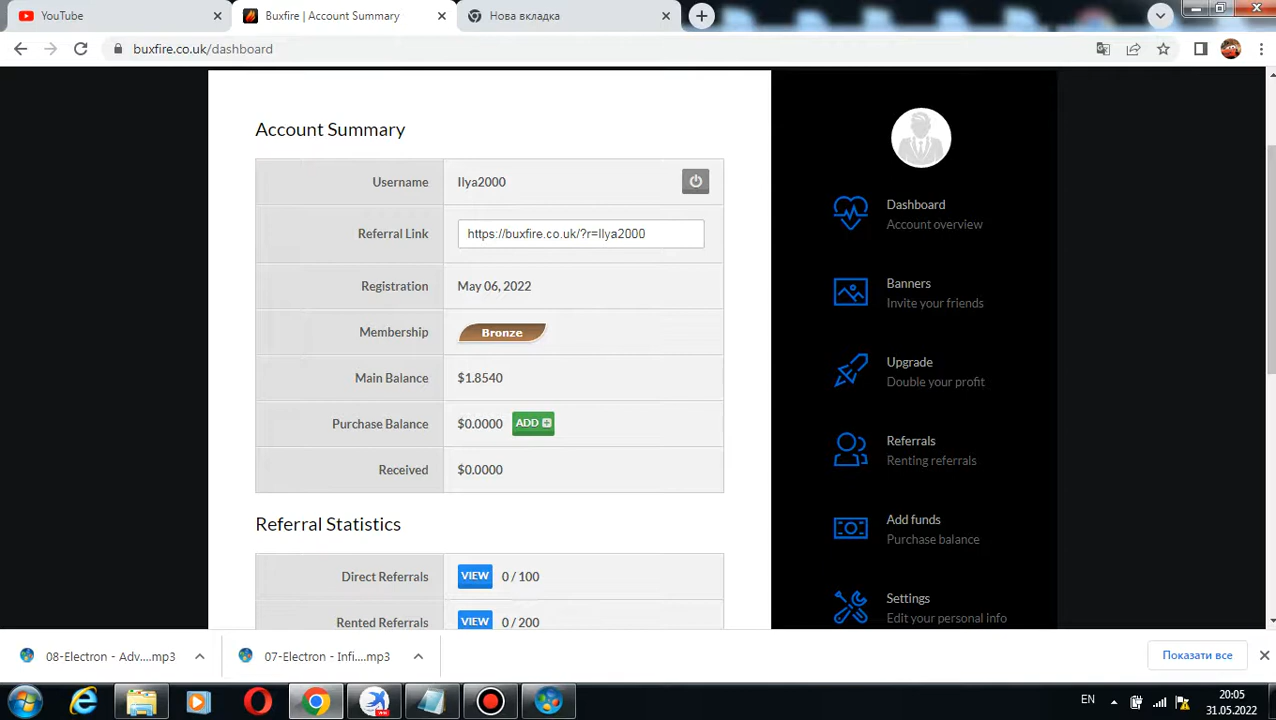 YouTube
Buxfire | Account Summary
Нова вкладка
buxfire.co.uk/dashboard
Account Summary
Username Ilya2000
Referral Link https://buxfire.co.uk/?r=Ilya2000
Registration May 06, 2022
Membership Bronze
Main Balance $1.8540
Purchase Balance $0.0000 ADD
Received $0.0000
Referral Statistics
Direct Referrals VIEW 0 / 100
Rented Referrals VIEW 0 / 200
Dashboard
Account overview
Banners
Invite your friends
Upgrade
Double your profit
Referrals
Renting referrals
Add funds
Purchase balance
Settings
Edit your personal info
08-Electron - Adv....mp3
07-Electron - Infi....mp3
Показати все
EN
20:05
31.05.2022